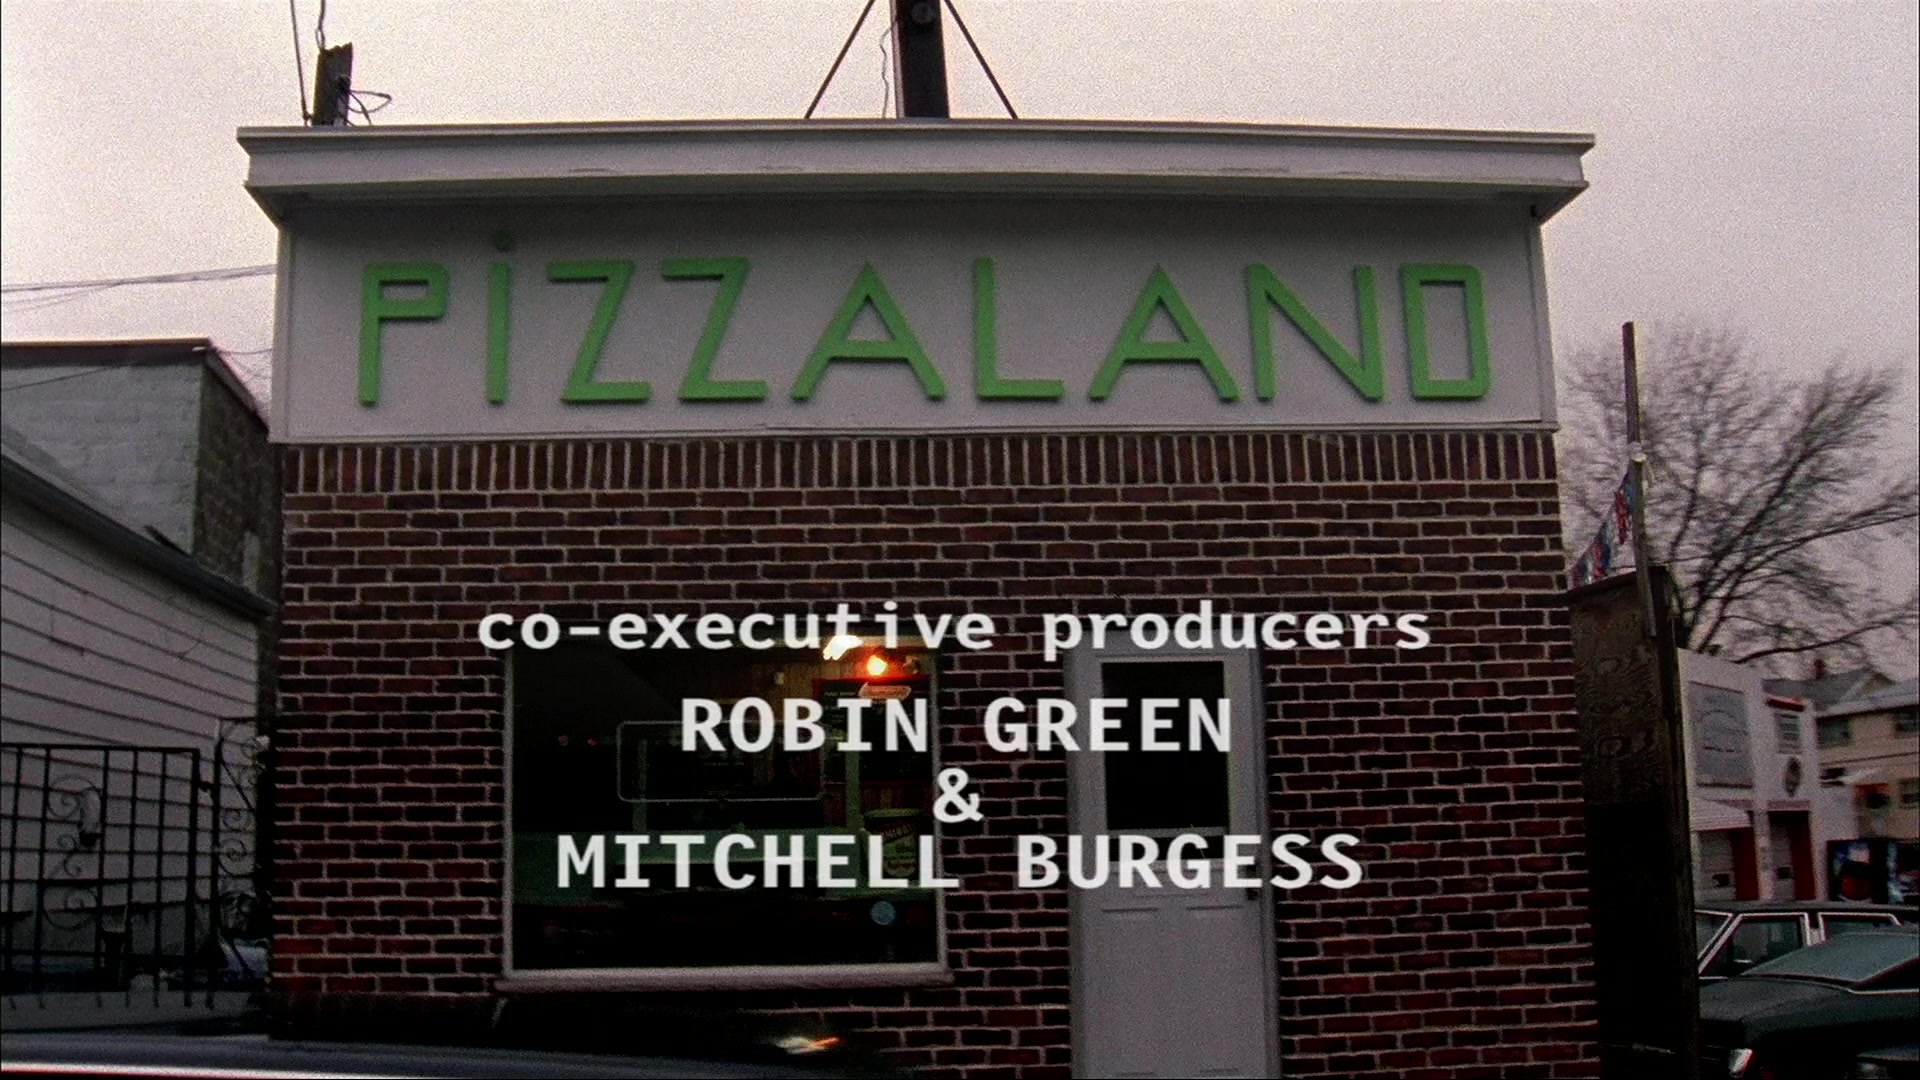 PiZZALAND
co-executive producers
ROBIN GREEN
&
MITCHELL BURGESS